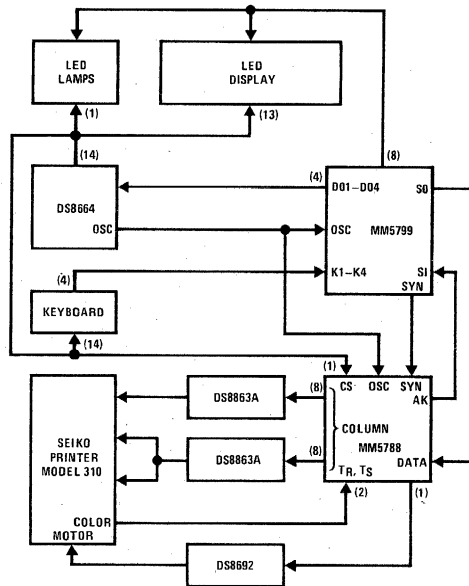 LED
LAMPS
LED
DISPLAY
(1)
(13)
(14)
(8)
DS8664
OSC
(4)
DO1–DO4
SO
OSC
MM5799
K1–K4
SI
SYN
(4)
KEYBOARD
(14)
(1)
CS
OSC
SYN
AK
(8)
DS8863A
COLUMN
MM5788
SEIKO
PRINTER
MODEL 310
DS8863A
(8)
DATA
TR, TS
(2)
(1)
COLOR
MOTOR
DS8692